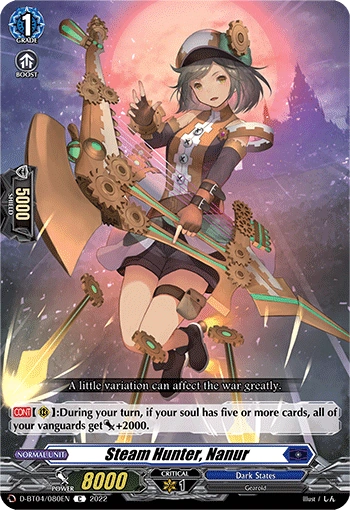 1
GRADE
BOOST
5000
SHIELD
A little variation can affect the war greatly.
CONT:During your turn, if your soul has five or more cards, all of
your vanguards get +2000.
NORMAL UNIT
Steam Hunter, Nanur
POWER 8000
CRITICAL
1
Dark States
Gearoid
D-BT04/080EN C 2022
Illust / しん